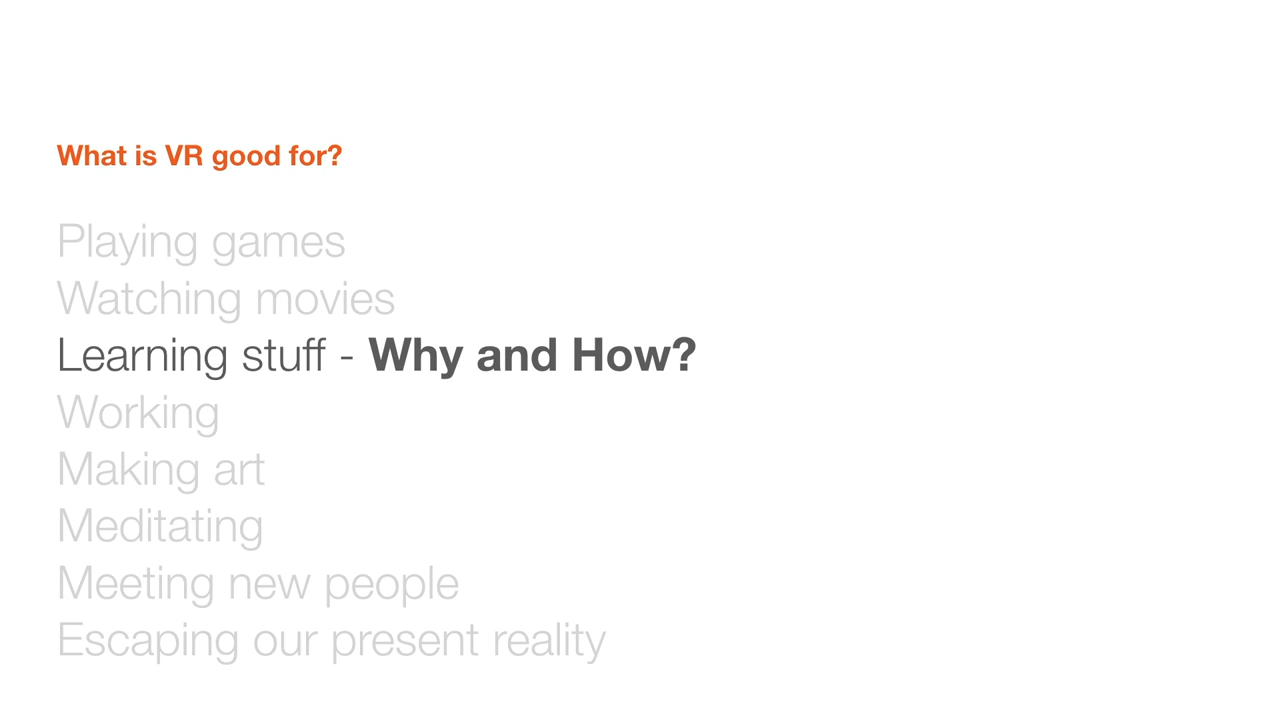 What is VR good for?
Playing games
Watching movies
Learning stuff - Why and How?
Working
Making art
Meditating
Meeting new people
Escaping our present reality